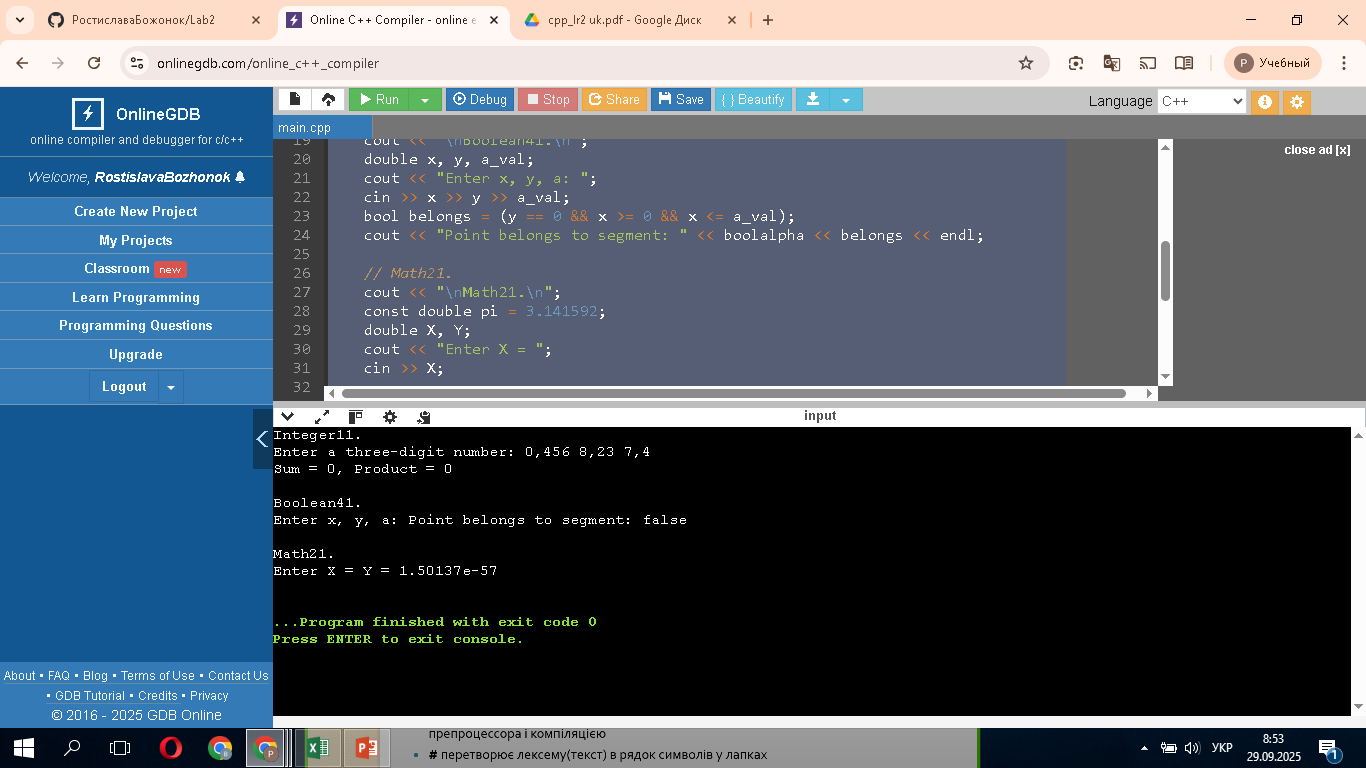 РостиславаБожонок/Lab2
Online C++ Compiler - online e
cpp_lr2 uk.pdf - Google Диск
onlinegdb.com/online_c++_compiler
P Учебный
OnlineGDB
online compiler and debugger for c/c++
Welcome, RostislavaBozhonok
Create New Project
My Projects
Classroom new
Learn Programming
Programming Questions
Upgrade
Logout
About • FAQ • Blog • Terms of Use • Contact Us
• GDB Tutorial • Credits • Privacy
© 2016 - 2025 GDB Online
Run
Debug
Stop
Share
Save
{ } Beautify
Language C++
main.cpp
close ad [x]
19 cout << "\nBoolean41.\n";
20 double x, y, a_val;
21 cout << "Enter x, y, a: ";
22 cin >> x >> y >> a_val;
23 bool belongs = (y == 0 && x >= 0 && x <= a_val);
24 cout << "Point belongs to segment: " << boolalpha << belongs << endl;
25
26 // Math21.
27 cout << "\nMath21.\n";
28 const double pi = 3.141592;
29 double X, Y;
30 cout << "Enter X = ";
31 cin >> X;
32
input
Integer11.
Enter a three-digit number: 0,456 8,23 7,4
Sum = 0, Product = 0
Boolean41.
Enter x, y, a: Point belongs to segment: false
Math21.
Enter X = Y = 1.50137e-57
...Program finished with exit code 0
Press ENTER to exit console.
препроцессора і компіляцією
• # перетворює лексему(текст) в рядок символів у лапках
УКР
8:53
29.09.2025
1